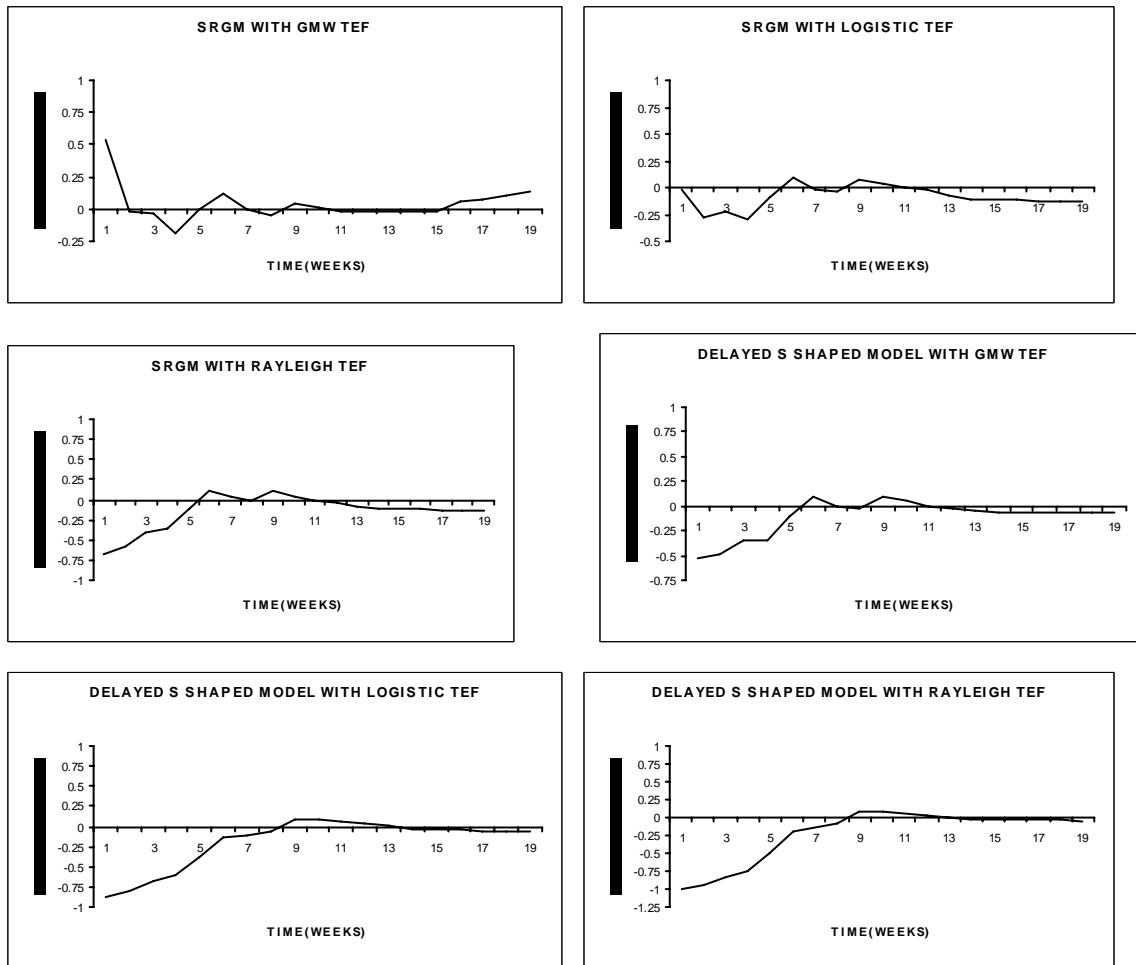 SRGM WITH GMW TEF
1
0.75
0.5
0.25
0
-0.25
1 3 5 7 9 11 13 15 17 19
TIME(WEEKS)
SRGM WITH LOGISTIC TEF
1
0.75
0.5
0.25
0
-0.25
-0.5
1 3 5 7 9 11 13 15 17 19
TIME(WEEKS)
SRGM WITH RAYLEIGH TEF
1
0.75
0.5
0.25
0
-0.25
-0.5
-0.75
-1
1 3 5 7 9 11 13 15 17 19
TIME(WEEKS)
DELAYED S SHAPED MODEL WITH GMW TEF
1
0.75
0.5
0.25
0
-0.25
-0.5
-0.75
1 3 5 7 9 11 13 15 17 19
TIME(WEEKS)
DELAYED S SHAPED MODEL WITH LOGISTIC TEF
1
0.75
0.5
0.25
0
-0.25
-0.5
-0.75
-1
1 3 5 7 9 11 13 15 17 19
TIME(WEEKS)
DELAYED S SHAPED MODEL WITH RAYLEIGH TEF
1
0.75
0.5
0.25
0
-0.25
-0.5
-0.75
-1
-1.25
1 3 5 7 9 11 13 15 17 19
TIME(WEEKS)